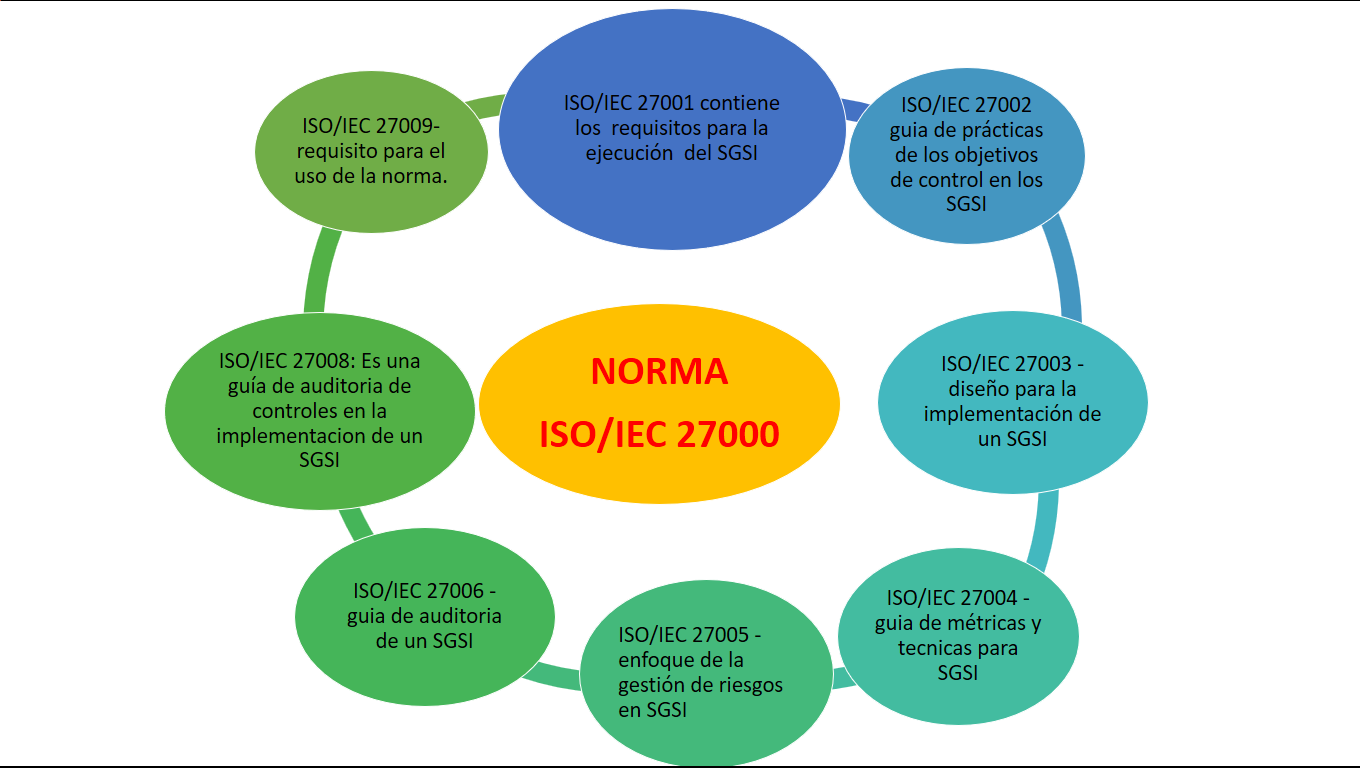 ISO/IEC 27001 contiene
los requisitos para la
ejecución del SGSI
ISO/IEC 27002
guia de prácticas
de los objetivos
de control en los
SGSI
ISO/IEC 27003 -
diseño para la
implementación de
un SGSI
ISO/IEC 27004 -
guia de métricas y
tecnicas para
SGSI
ISO/IEC 27005 -
enfoque de la
gestión de riesgos
en SGSI
ISO/IEC 27006 -
guia de auditoria
de un SGSI
ISO/IEC 27008: Es una
guía de auditoria de
controles en la
implementacion de un
SGSI
ISO/IEC 27009-
requisito para el
uso de la norma.
NORMA
ISO/IEC 27000